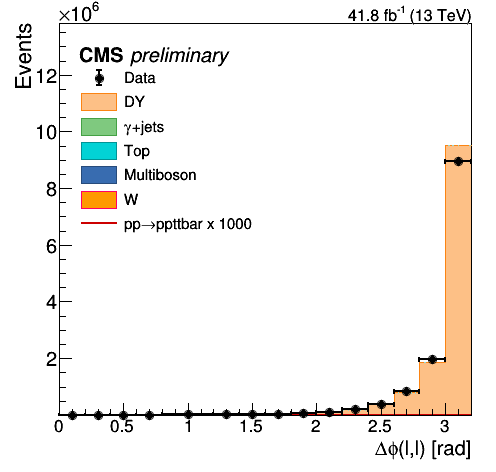 ×10⁶
41.8 fb⁻¹ (13 TeV)
Events
CMS preliminary
Data
DY
γ+jets
Top
Multiboson
W
pp→ppttbar x 1000
12
10
8
6
4
2
0 0.5 1 1.5 2 2.5 3
Δϕ(l,l) [rad]